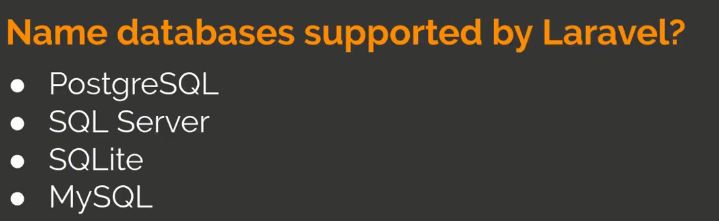 Name databases supported by Laravel?
● PostgreSQL
● SQL Server
● SQLite
● MySQL